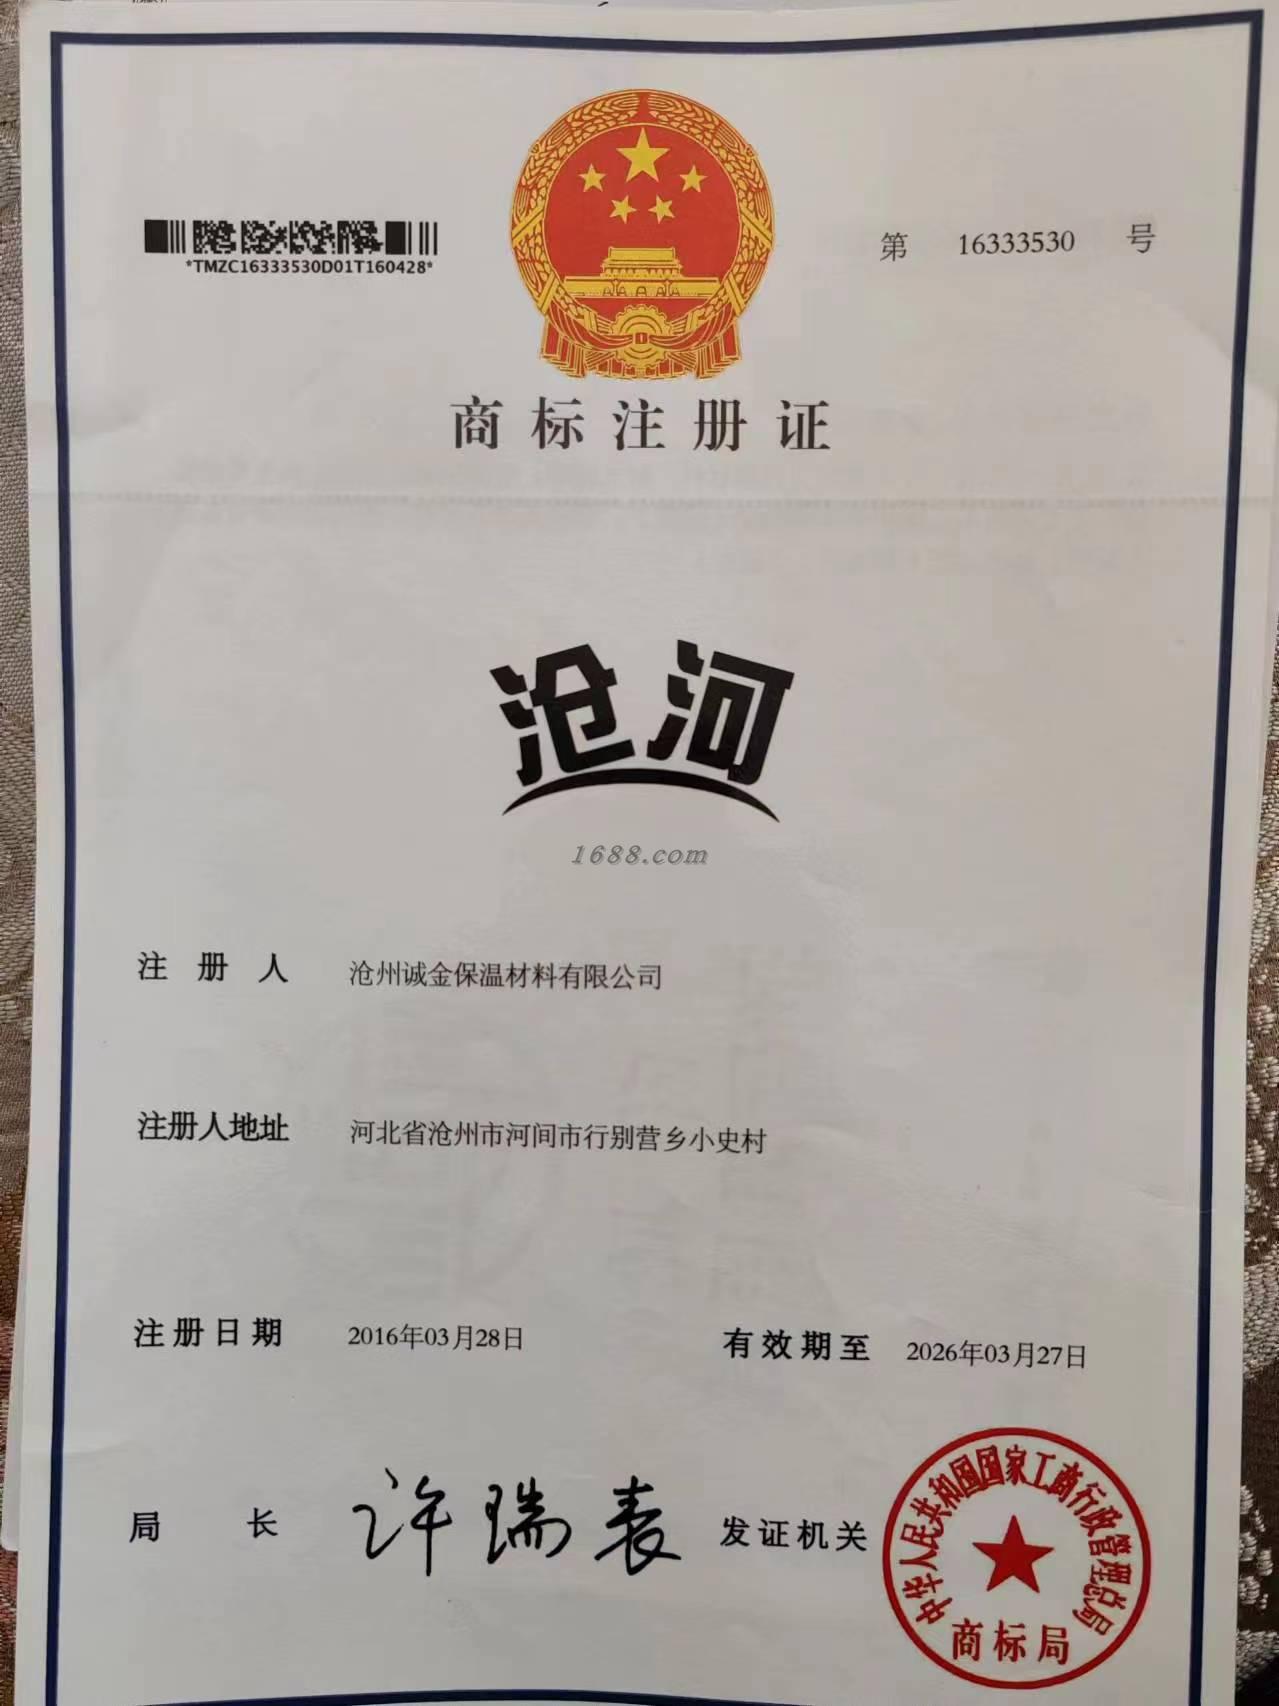 *TMZC16333530D01T160428*
第 16333530 号
商标注册证
沧河
1688.com
注册人 沧州诚金保温材料有限公司
注册人地址 河北省沧州市河间市行别营乡小史村
注册日期 2016年03月28日 有效期至 2026年03月27日
局长 许瑞表 发证机关
中华人民共和国国家工商行政管理总局
商标局